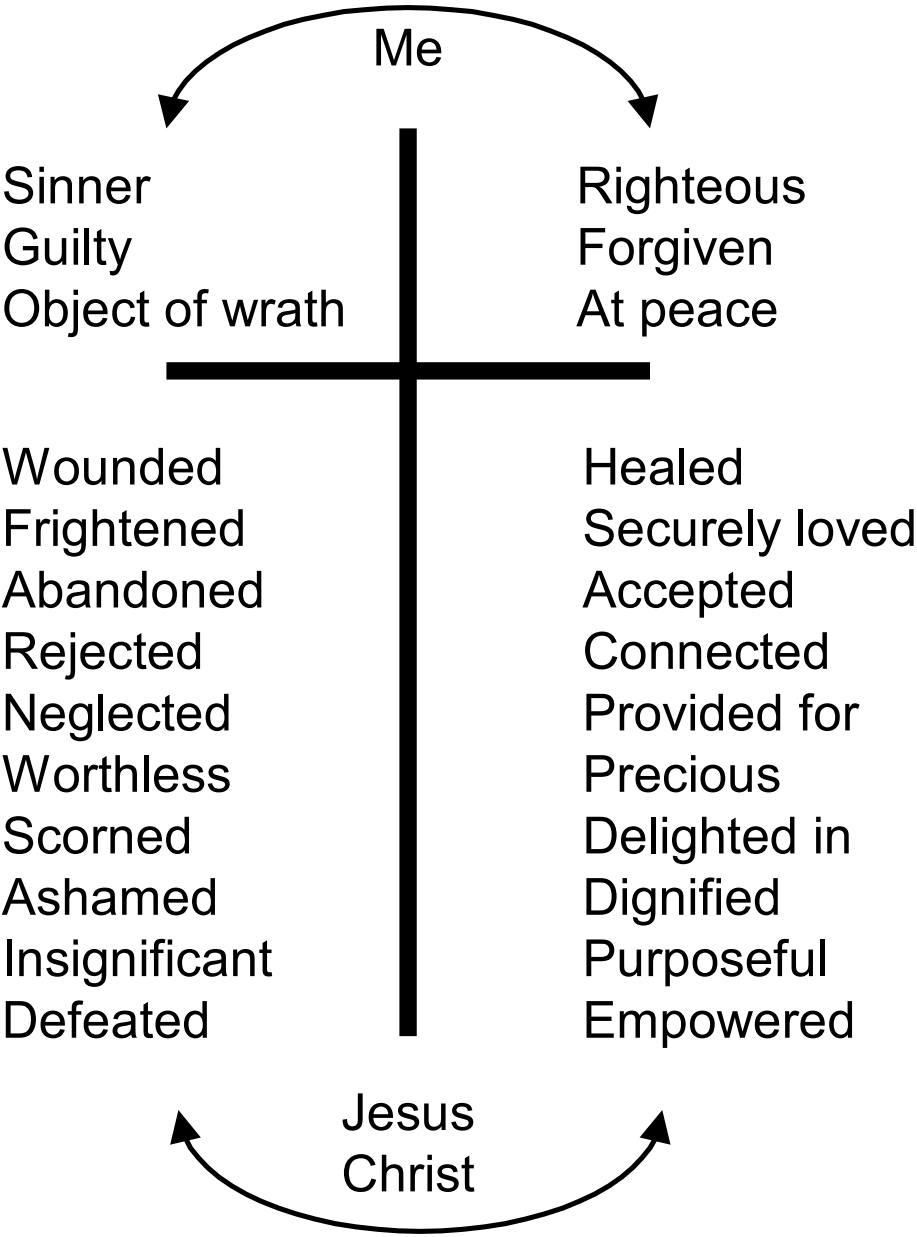 Me
Sinner
Guilty
Object of wrath
Righteous
Forgiven
At peace
Wounded
Frightened
Abandoned
Rejected
Neglected
Worthless
Scorned
Ashamed
Insignificant
Defeated
Healed
Securely loved
Accepted
Connected
Provided for
Precious
Delighted in
Dignified
Purposeful
Empowered
Jesus
Christ